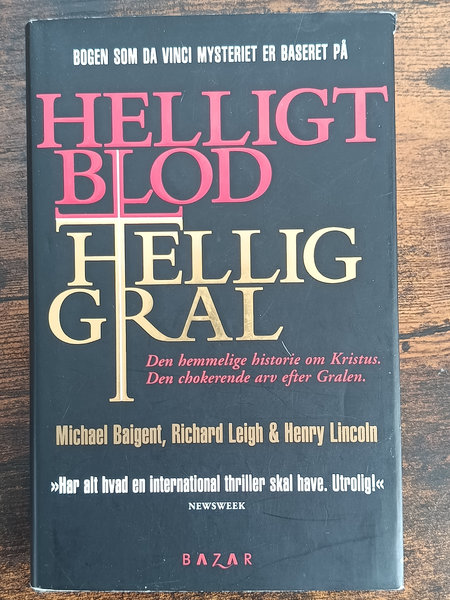 BOGEN SOM DA VINCI MYSTERIET ER BASERET PÅ
HELLIGT
BLOD
HELLIG
GRAL
Den hemmelige historie om Kristus.
Den chokerende arv efter Gralen.
Michael Baigent, Richard Leigh & Henry Lincoln
»Har alt hvad en international thriller skal have. Utrolig!«
NEWSWEEK
BAZAR